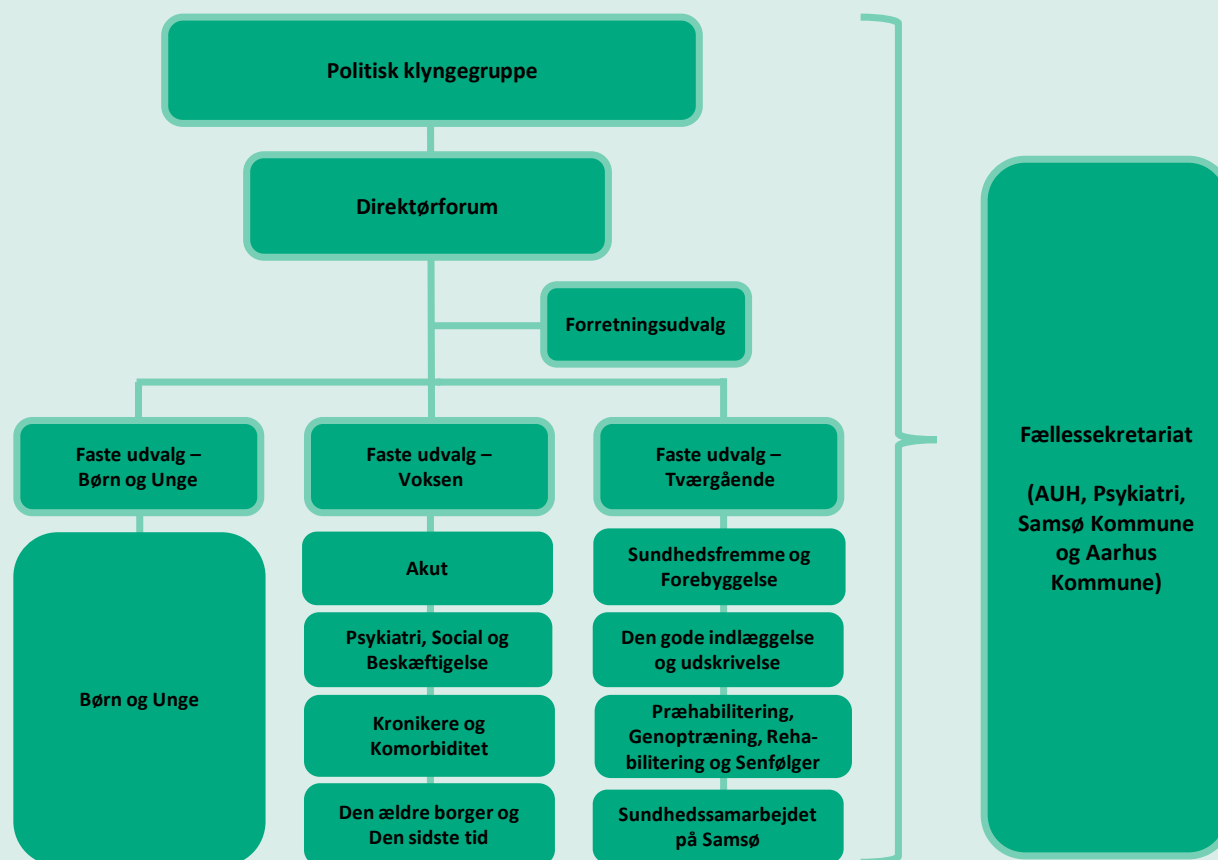 Politisk klyngegruppe
Direktørforum
Forretningsudvalg
Faste udvalg –
Børn og Unge
Børn og Unge
Faste udvalg –
Voksen
Akut
Psykiatri, Social og
Beskæftigelse
Kronikere og
Komorbiditet
Den ældre borger og
Den sidste tid
Faste udvalg –
Tværgående
Sundhedsfremme og
Forebyggelse
Den gode indlæggelse
og udskrivelse
Præhabilitering,
Genoptræning, Reha-
bilitering og Senfølger
Sundhedssamarbejdet
på Samsø
Fællessekretariat
(AUH, Psykiatri,
Samsø Kommune
og Aarhus
Kommune)